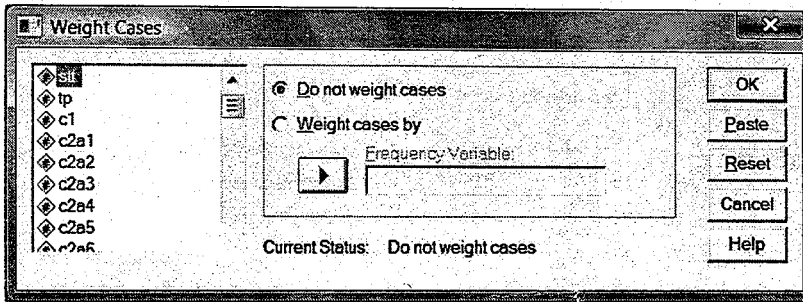 Weight Cases
tp
c1
c2a1
c2a2
c2a3
c2a4
c2a5
c2a6
Do not weight cases
Weight cases by
Frequency Variable:
Current Status: Do not weight cases
OK
Paste
Reset
Cancel
Help